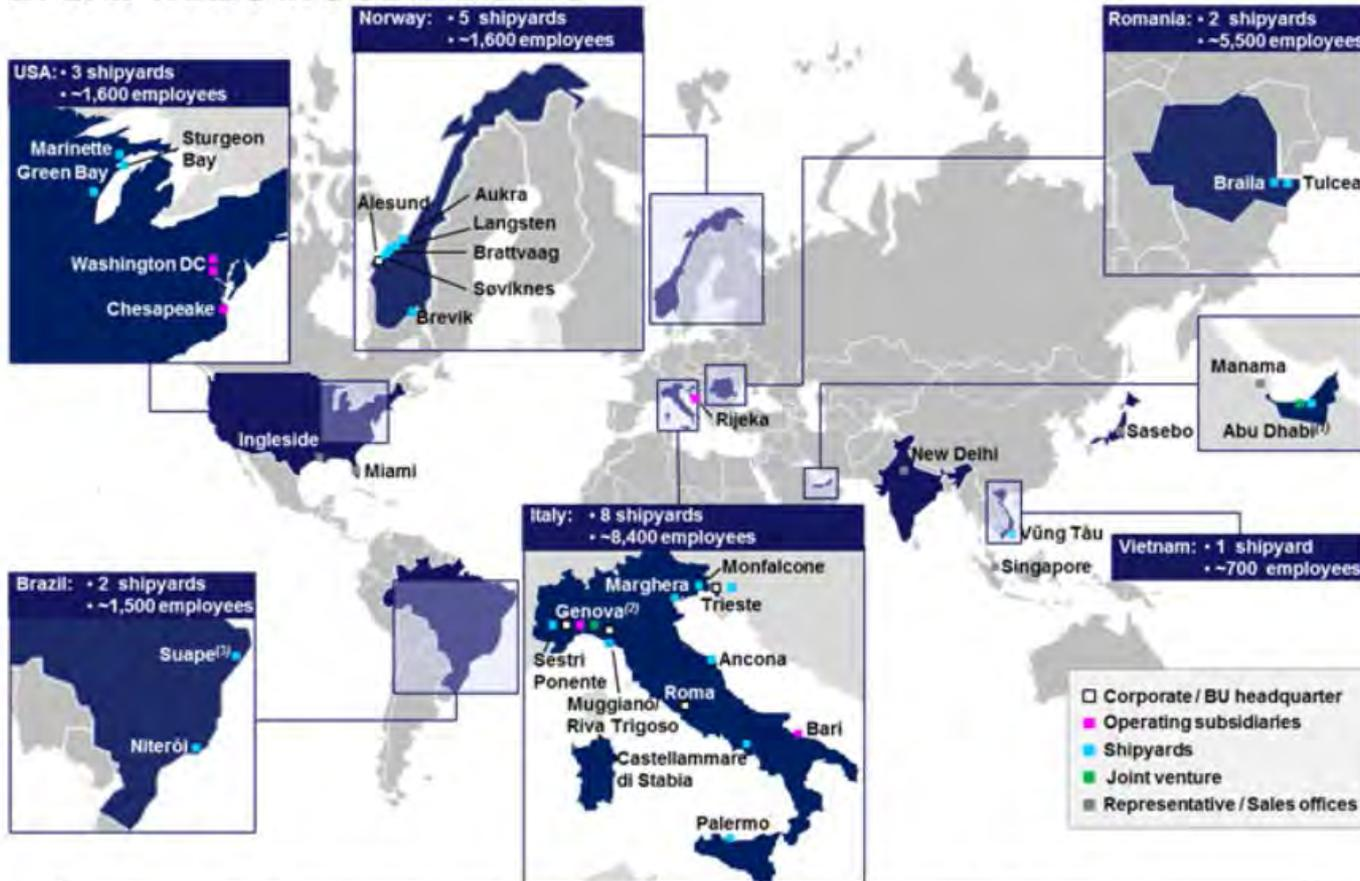 Norway: • 5 shipyards
• ~1,600 employees
Romania: • 2 shipyards
• ~5,500 employees
USA: • 3 shipyards
• ~1,600 employees
Marinette
Sturgeon
Bay
Green Bay
Washington DC
Chesapeake
Alesund
Aukra
Langsten
Brattvaag
Søviknes
Brevik
Braila
Tulcea
Manama
Abu Dhabi(1)
Rijeka
Sasebo
Ingleside
Miami
New Delhi
Vũng Tàu
Singapore
Vietnam: • 1 shipyard
• ~700 employees
Italy: • 8 shipyards
• ~8,400 employees
Monfalcone
Marghera
Trieste
Genova(2)
Sestri
Ponente
Ancona
Muggiano/
Riva Trigoso
Roma
Bari
Castellammare
di Stabia
Palermo
Brazil: • 2 shipyards
• ~1,500 employees
Suape(3)
Niterói
Corporate / BU headquarter
Operating subsidiaries
Shipyards
Joint venture
Representative / Sales offices